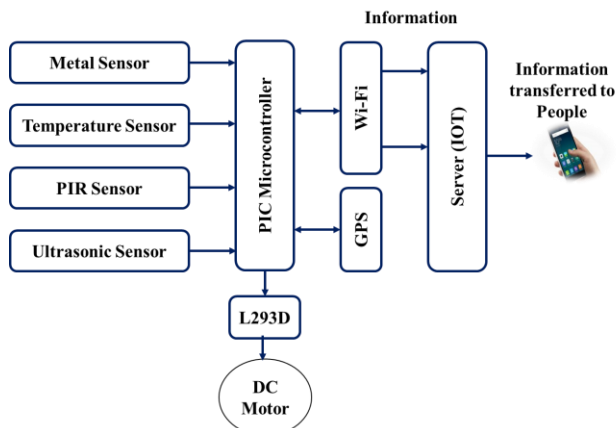 Information
Metal Sensor
Temperature Sensor
PIR Sensor
Ultrasonic Sensor
PIC Microcontroller
Wi-Fi
GPS
Server (IOT)
Information
transferred to
People
L293D
DC
Motor